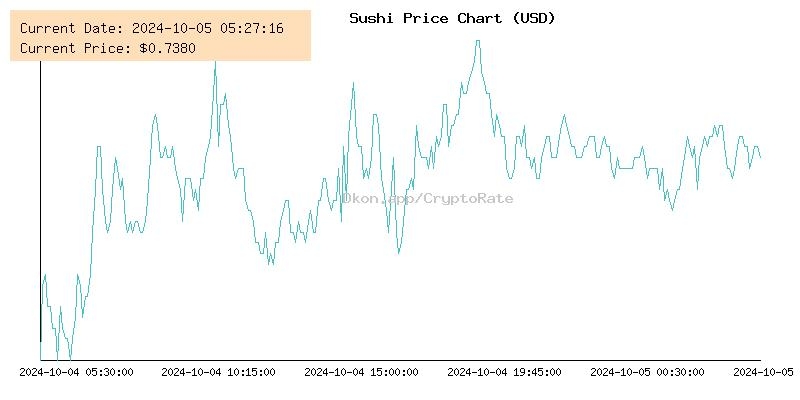 Sushi Price Chart (USD)
Current Date: 2024-10-05 05:27:16
Current Price: $0.7380
Okon.app/CryptoRate
2024-10-04 05:30:00 2024-10-04 10:15:00 2024-10-04 15:00:00 2024-10-04 19:45:00 2024-10-05 00:30:00 2024-10-05